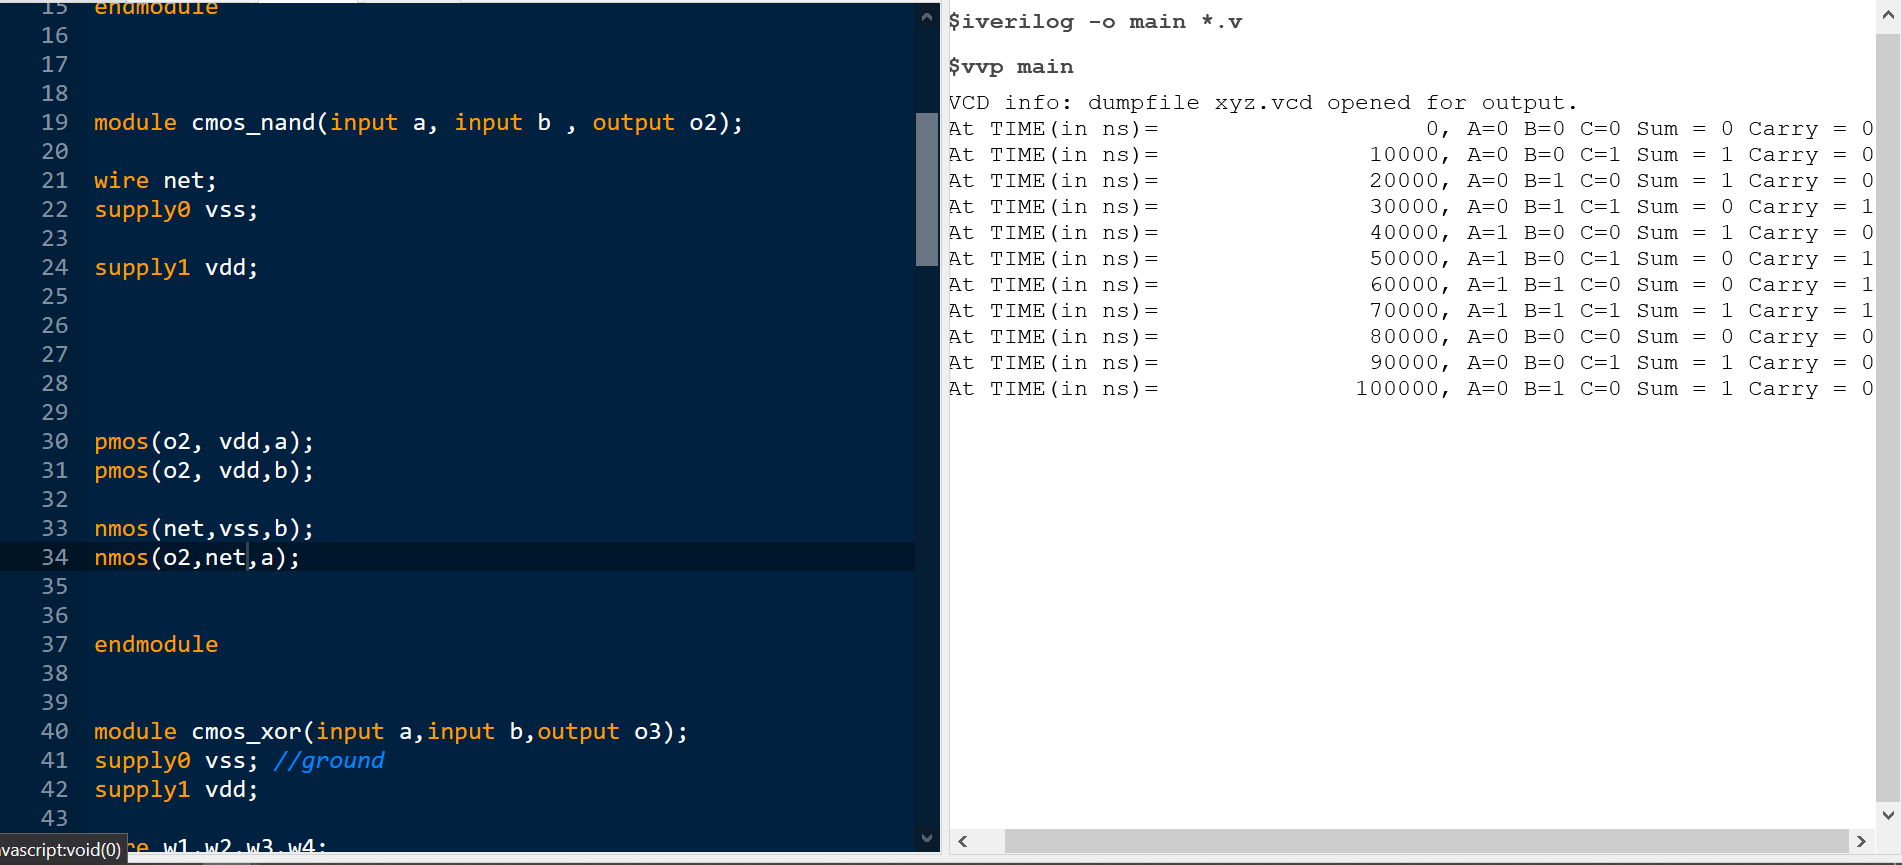 15 endmodule
16
17
18
19 module cmos_nand(input a, input b , output o2);
20
21 wire net;
22 supply0 vss;
23
24 supply1 vdd;
25
26
27
28
29
30 pmos(o2, vdd,a);
31 pmos(o2, vdd,b);
32
33 nmos(net,vss,b);
34 nmos(o2,net,a);
35
36
37 endmodule
38
39
40 module cmos_xor(input a,input b,output o3);
41 supply0 vss; //ground
42 supply1 vdd;
43
re w1,w2,w3,w4;
avascript:void(0)
$iverilog -o main *.v
$vvp main
VCD info: dumpfile xyz.vcd opened for output.
At TIME(in ns)= 0, A=0 B=0 C=0 Sum = 0 Carry = 0
At TIME(in ns)= 10000, A=0 B=0 C=1 Sum = 1 Carry = 0
At TIME(in ns)= 20000, A=0 B=1 C=0 Sum = 1 Carry = 0
At TIME(in ns)= 30000, A=0 B=1 C=1 Sum = 0 Carry = 1
At TIME(in ns)= 40000, A=1 B=0 C=0 Sum = 1 Carry = 0
At TIME(in ns)= 50000, A=1 B=0 C=1 Sum = 0 Carry = 1
At TIME(in ns)= 60000, A=1 B=1 C=0 Sum = 0 Carry = 1
At TIME(in ns)= 70000, A=1 B=1 C=1 Sum = 1 Carry = 1
At TIME(in ns)= 80000, A=0 B=0 C=0 Sum = 0 Carry = 0
At TIME(in ns)= 90000, A=0 B=0 C=1 Sum = 1 Carry = 0
At TIME(in ns)= 100000, A=0 B=1 C=0 Sum = 1 Carry = 0